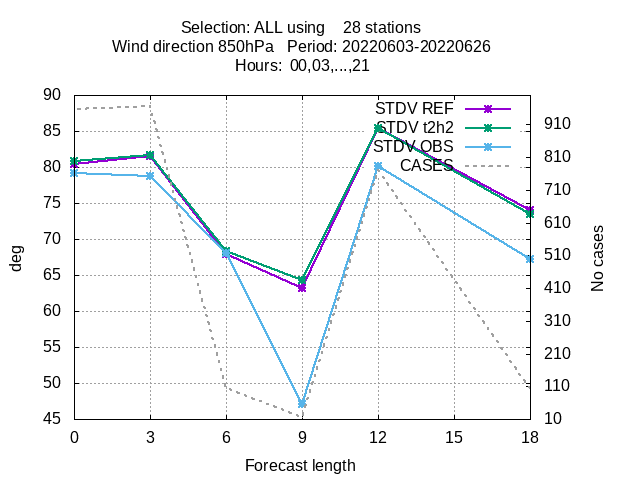 Selection: ALL using 28 stations
Wind direction 850hPa Period: 20220603-20220626
Hours: 00,03,...,21
90
85
80
75
70
65
60
55
50
45
deg
STDV REF
STDV t2h2
STDV OBS
CASES
910
810
710
610
510
410
310
210
110
10
No cases
0 3 6 9 12 15 18
Forecast length